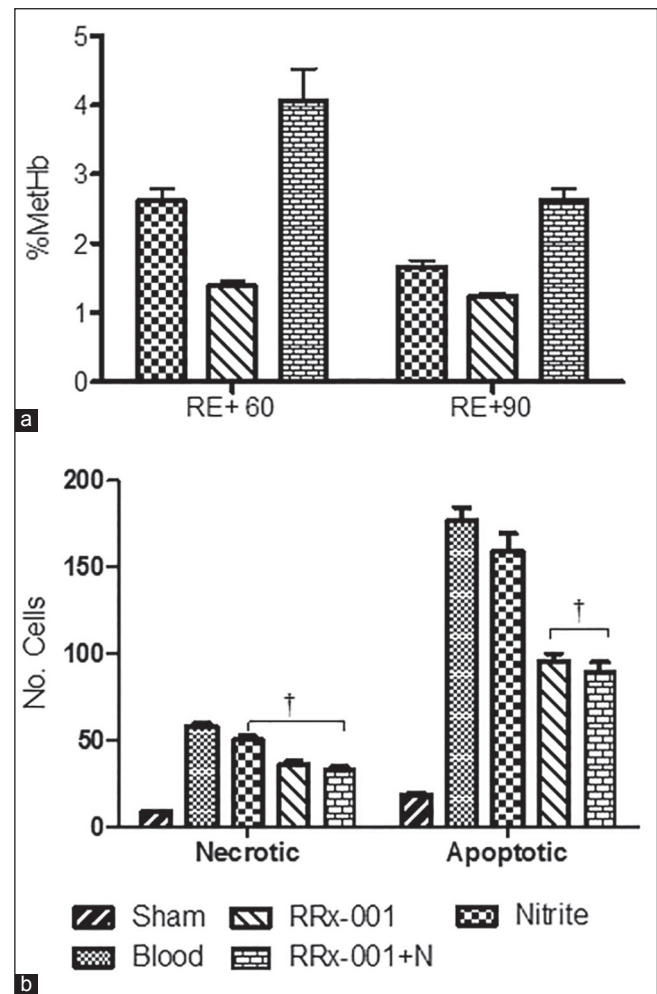 5
4
3
2
1
0
%MetHb
RE+ 60
RE+90
a
200
150
100
50
0
No. Cells
†
†
Necrotic
Apoptotic
Sham
RRx-001
Nitrite
Blood
RRx-001+N
b